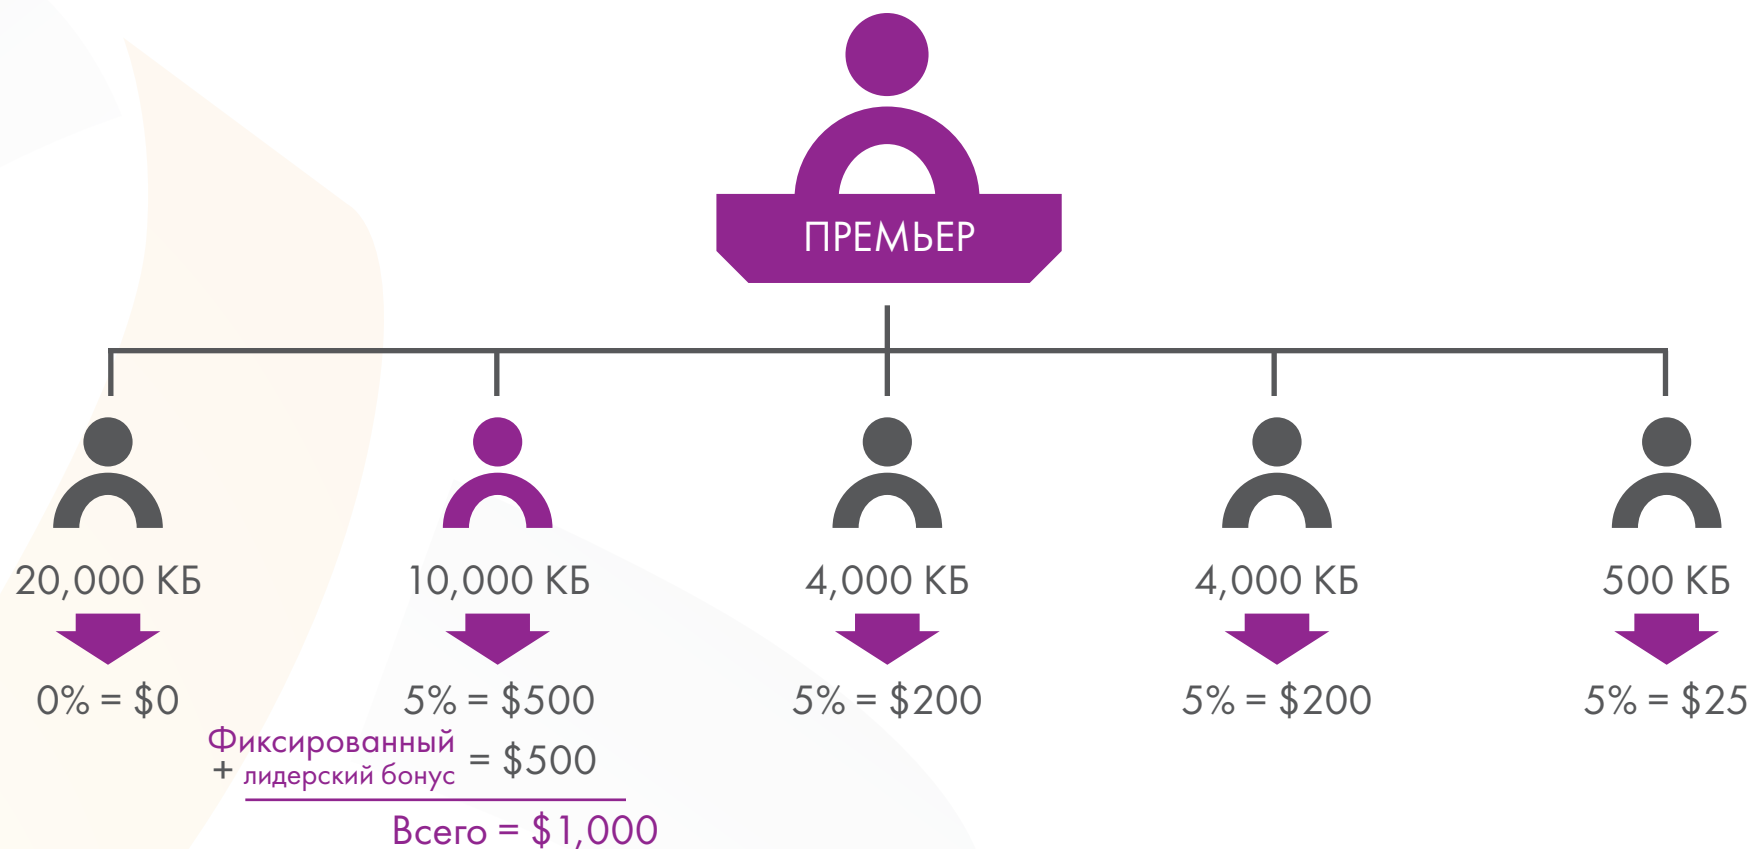 ПРЕМЬЕР
20,000 КБ
10,000 КБ
4,000 КБ
4,000 КБ
500 КБ
0% = $0
5% = $500
5% = $200
5% = $200
5% = $25
Фиксированный
+ лидерский бонус = $500
Всего = $1,000